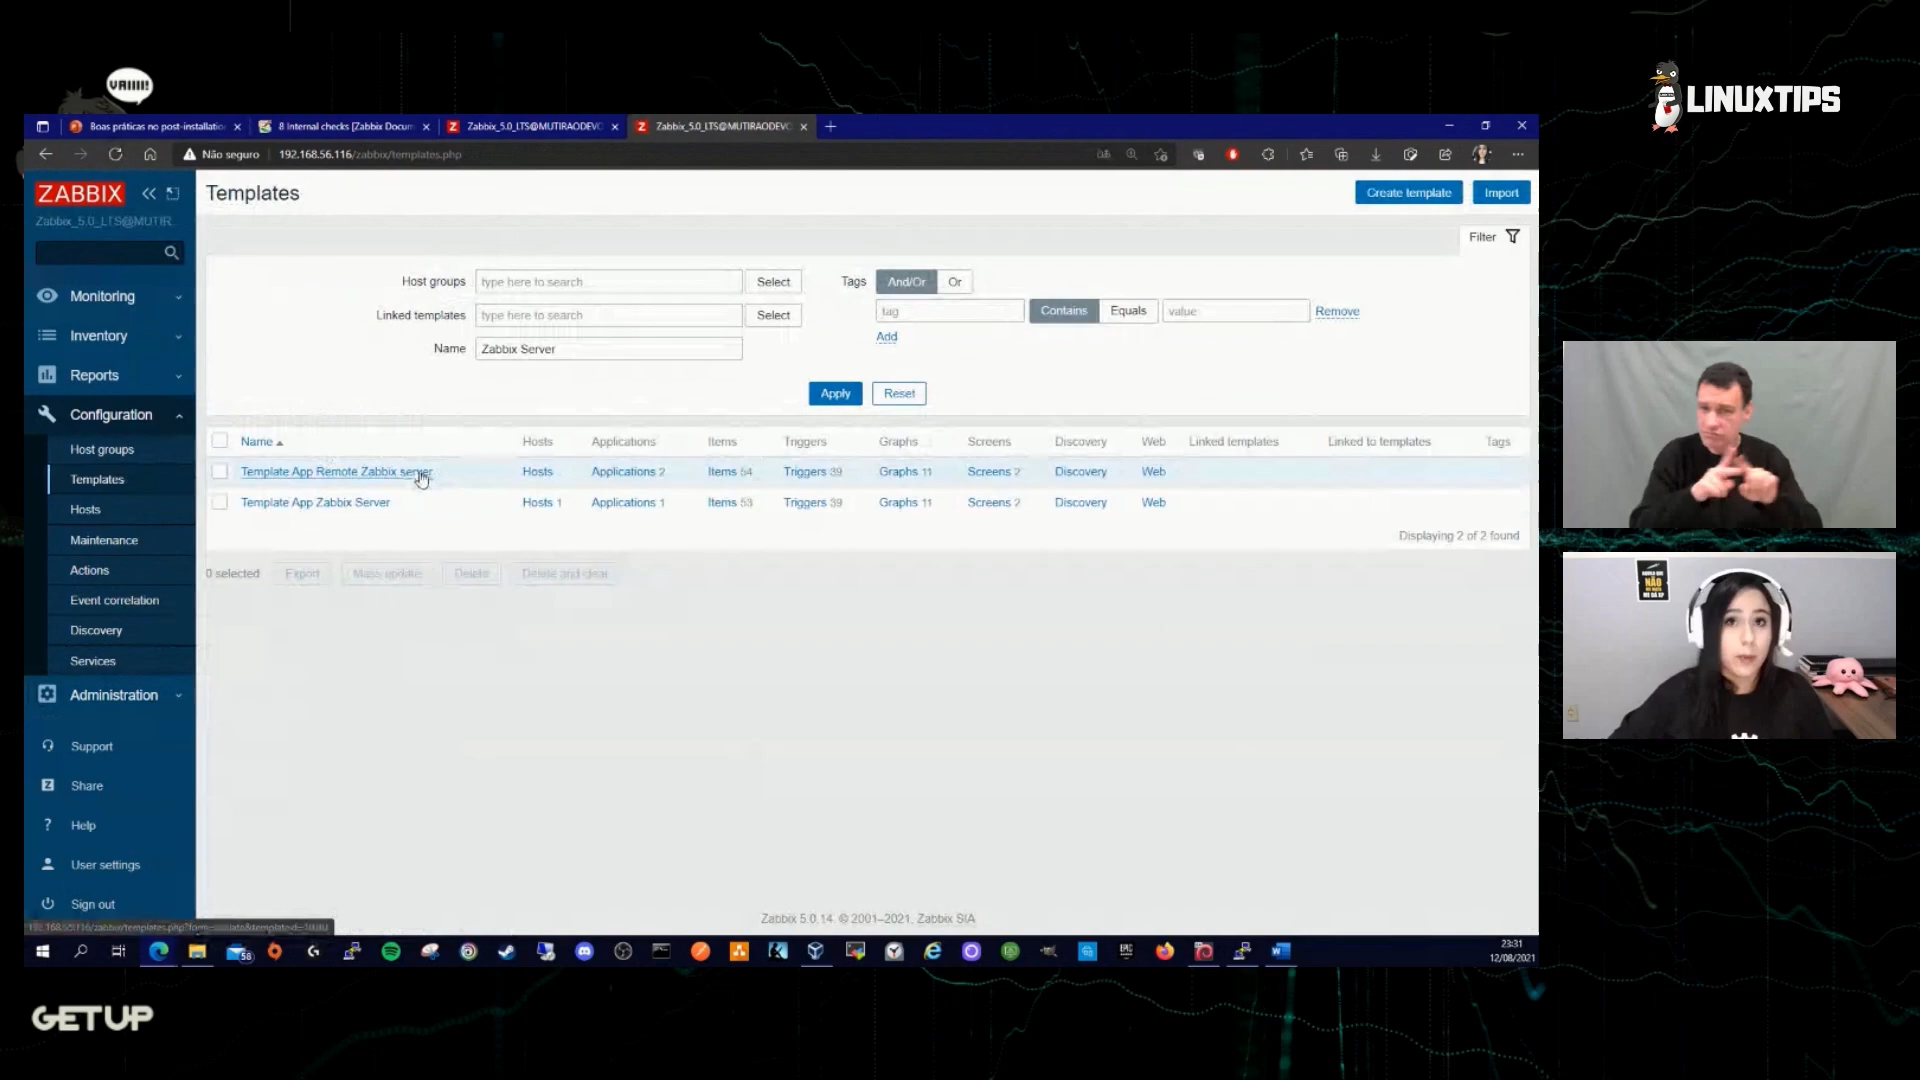 VAIIII!
LINUXTIPS
Boas práticas no post-installatio
8 Internal checks [Zabbix Docum
Zabbix_5.0_LTS@MUTIRAODEVO
Zabbix_5.0_LTS@MUTIRAODEVO
Não seguro
192.168.56.116/zabbix/templates.php
ZABBIX
Zabbix_5.0_LTS@MUTIR...
Monitoring
Inventory
Reports
Configuration
Host groups
Templates
Hosts
Maintenance
Actions
Event correlation
Discovery
Services
Administration
Support
Share
Help
User settings
Sign out
Templates
Create template
Import
Filter
Host groups
type here to search
Select
Tags
And/Or
Or
Linked templates
type here to search
Select
tag
Contains
Equals
value
Remove
Add
Name
Zabbix Server
Apply
Reset
Name Hosts Applications Items Triggers Graphs Screens Discovery Web Linked templates Linked to templates Tags
Template App Remote Zabbix server Hosts Applications 2 Items 54 Triggers 39 Graphs 11 Screens 2 Discovery Web
Template App Zabbix Server Hosts 1 Applications 1 Items 53 Triggers 39 Graphs 11 Screens 2 Discovery Web
Displaying 2 of 2 found
0 selected
Export
Mass update
Delete
Delete and clear
Zabbix 5.0.14. © 2001–2021, Zabbix SIA
58
23:31
12/08/2021
NÃO
GETUP